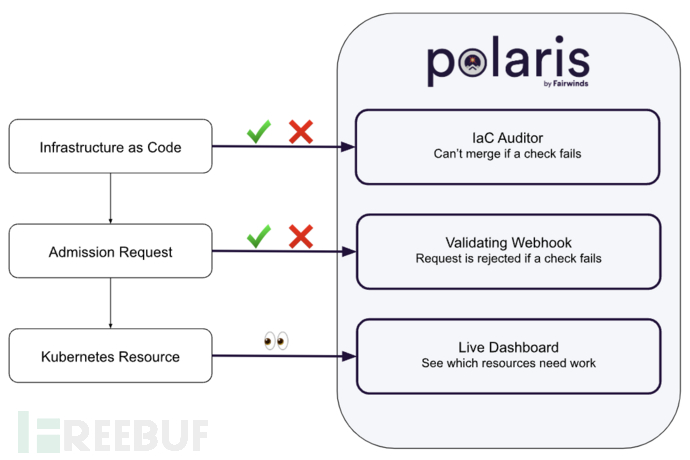 polaris
by Fairwinds
Infrastructure as Code
IaC Auditor
Can't merge if a check fails
Admission Request
Validating Webhook
Request is rejected if a check fails
Kubernetes Resource
Live Dashboard
See which resources need work
FREEBUF